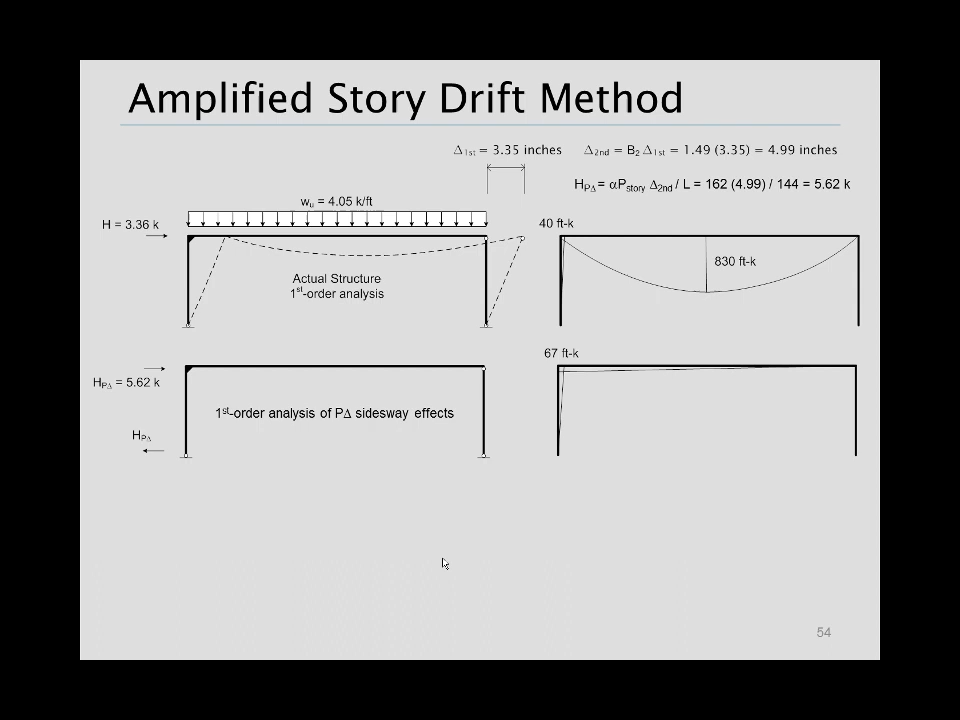 Amplified Story Drift Method
Δ1st = 3.35 inches
Δ2nd = B2 Δ1st = 1.49 (3.35) = 4.99 inches
HPΔ = αPstory Δ2nd / L = 162 (4.99) / 144 = 5.62 k
wu = 4.05 k/ft
H = 3.36 k
40 ft-k
830 ft-k
Actual Structure
1st-order analysis
67 ft-k
HPΔ = 5.62 k
1st-order analysis of PΔ sidesway effects
HPΔ
54